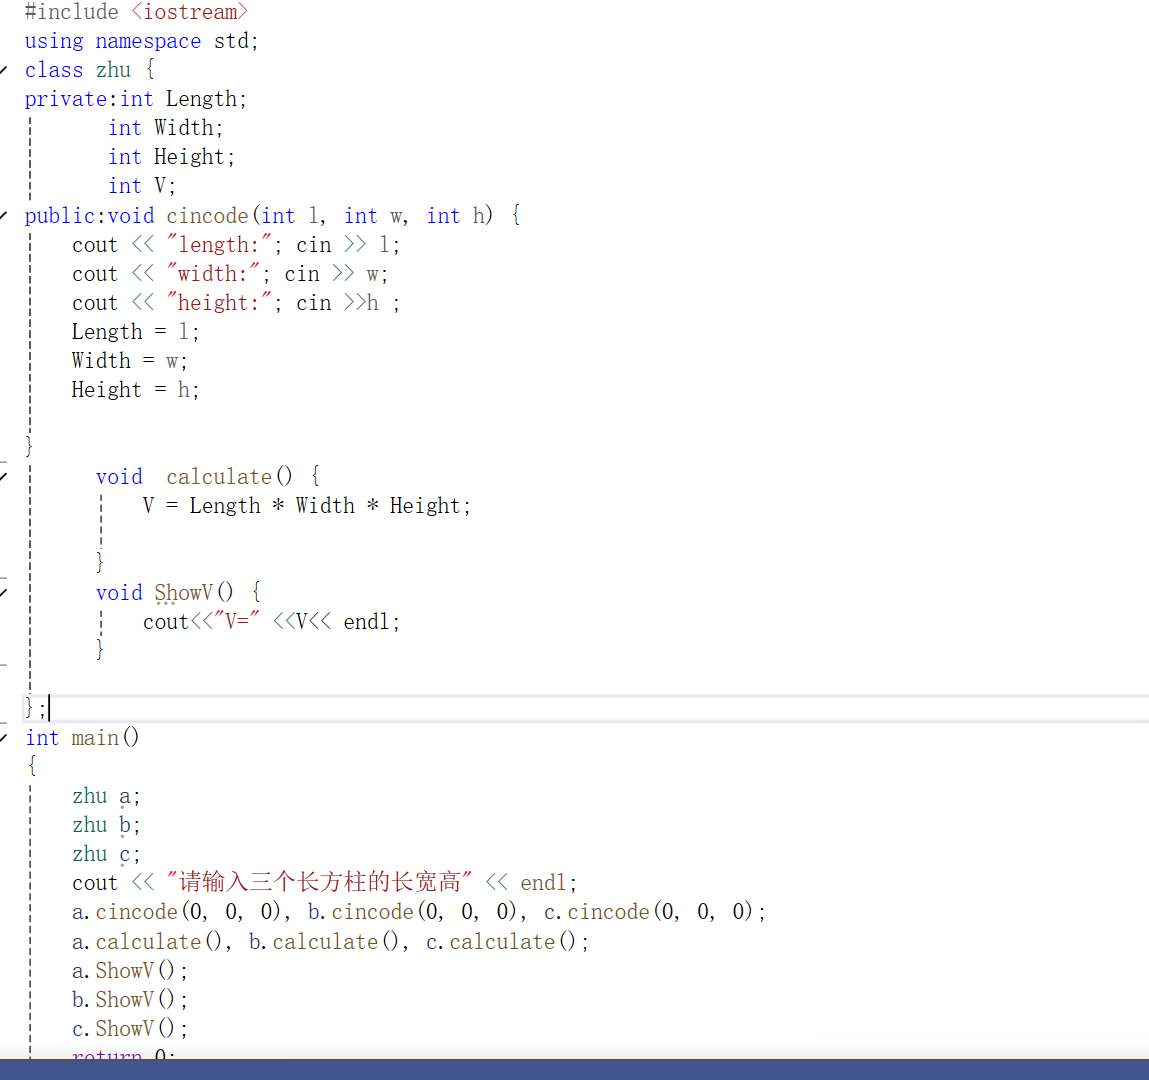 #include <iostream>
using namespace std;
class zhu {
private:int Length;
int Width;
int Height;
int V;
public:void cincode(int l, int w, int h) {
cout << "length:"; cin >> l;
cout << "width:"; cin >> w;
cout << "height:"; cin >>h ;
Length = l;
Width = w;
Height = h;
}
void  calculate() {
V = Length * Width * Height;
}
void ShowV() {
cout<<"V=" <<V<< endl;
}
};
int main()
{
zhu a;
zhu b;
zhu c;
cout << "请输入三个长方柱的长宽高" << endl;
a.cincode(0, 0, 0), b.cincode(0, 0, 0), c.cincode(0, 0, 0);
a.calculate(), b.calculate(), c.calculate();
a.ShowV();
b.ShowV();
c.ShowV();
return 0;